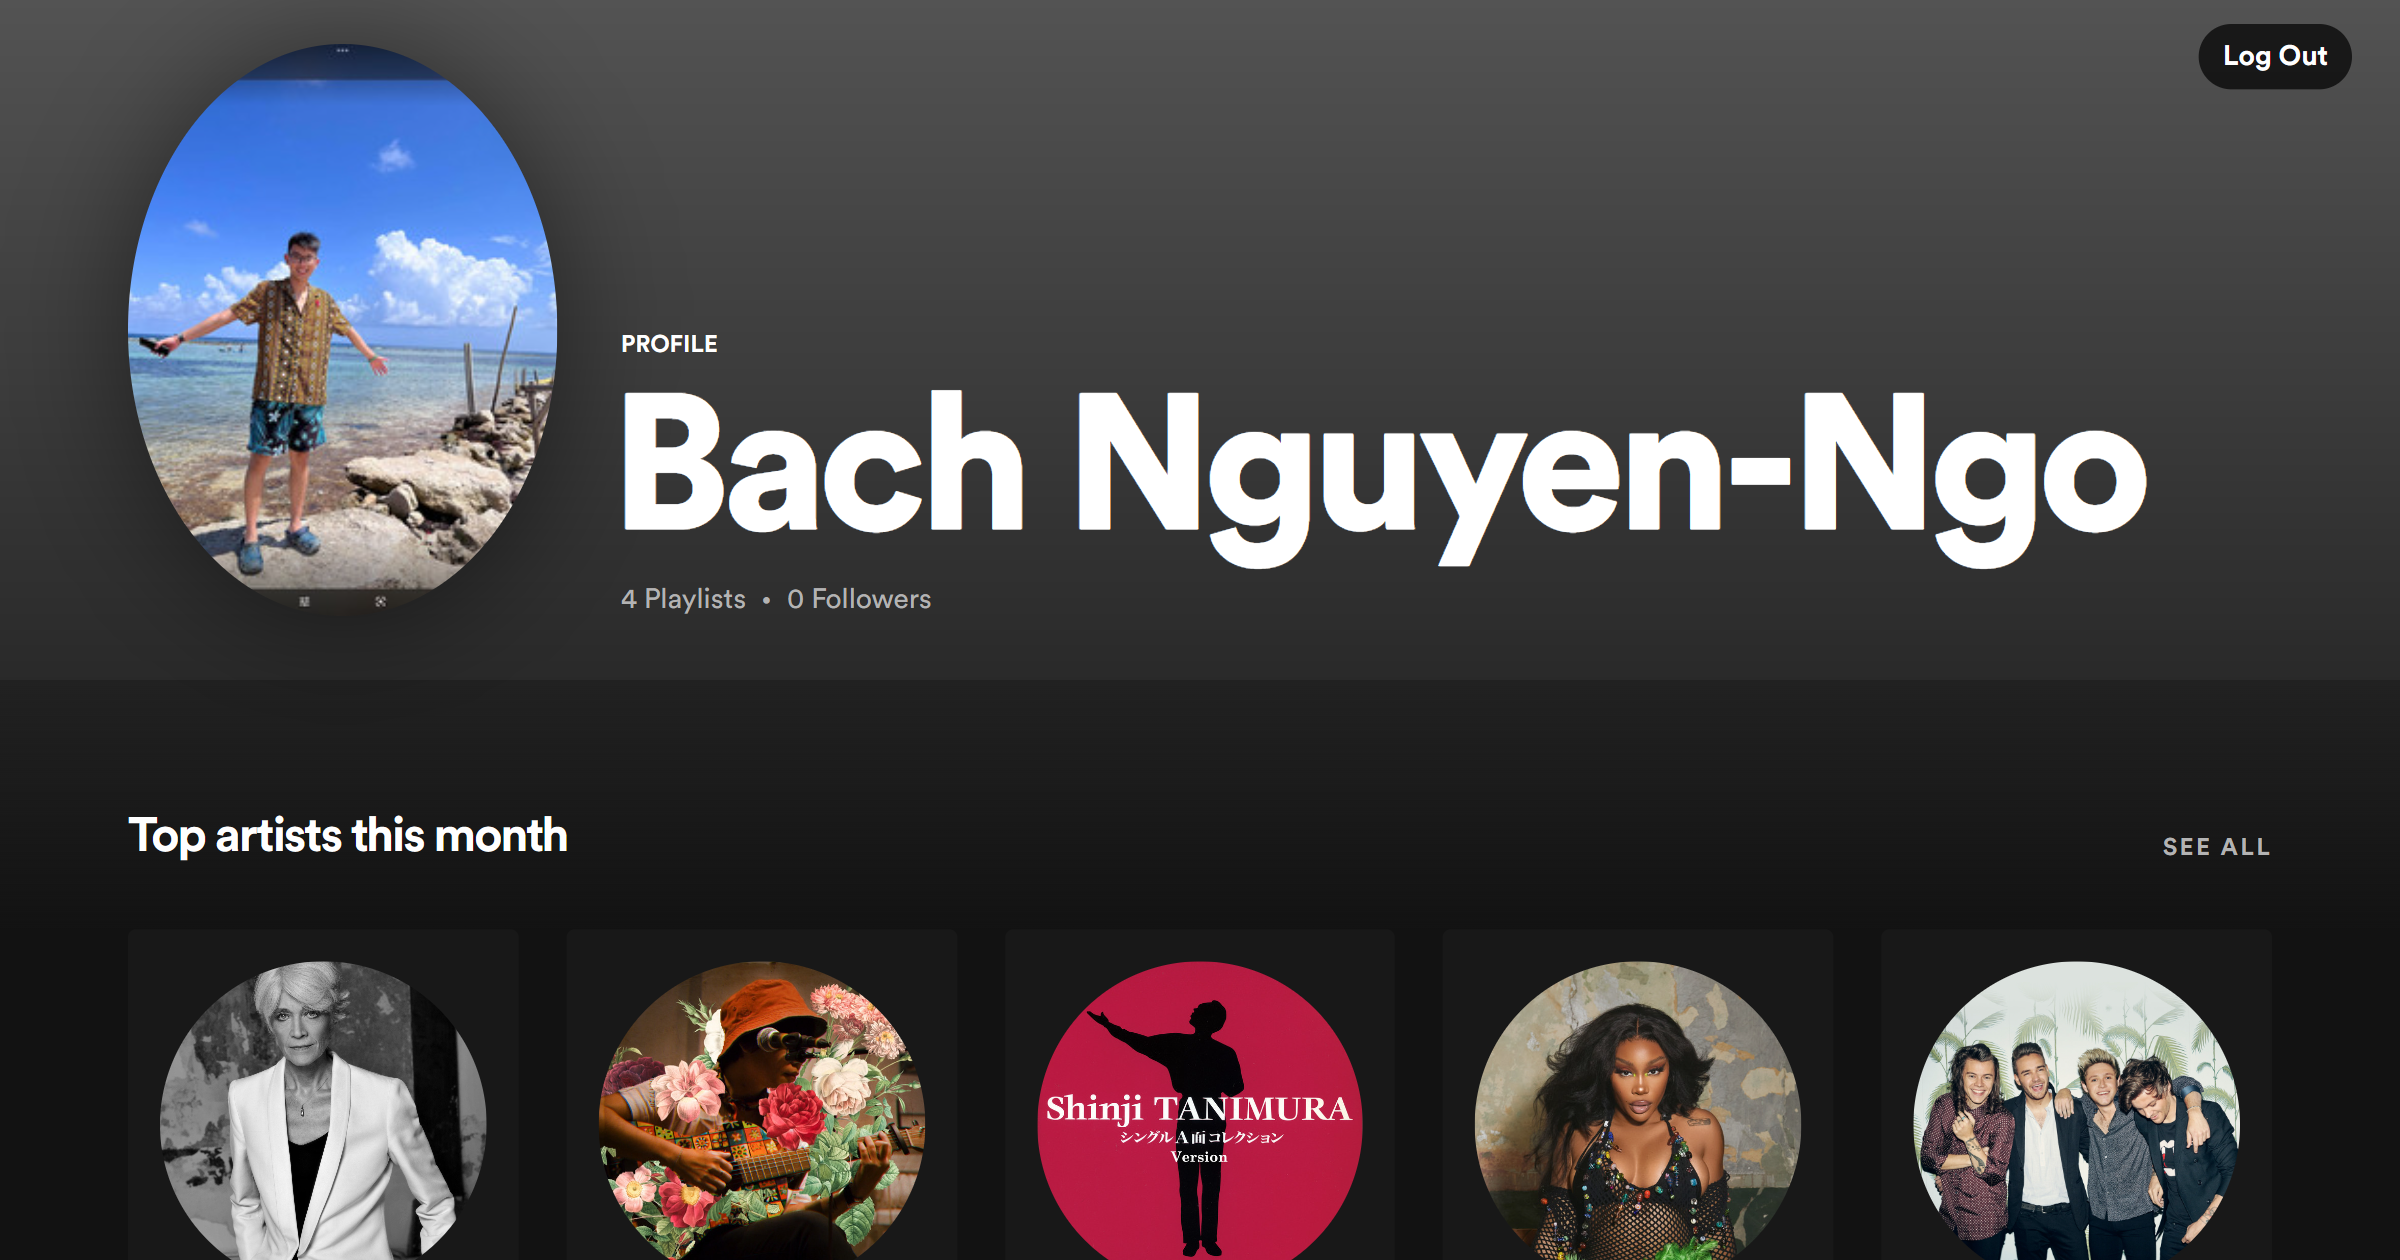 Log Out
PROFILE
Bach Nguyen-Ngo
4 Playlists • 0 Followers
Top artists this month
SEE ALL
Shinji TANIMURA
シングルA面コレクション
Version